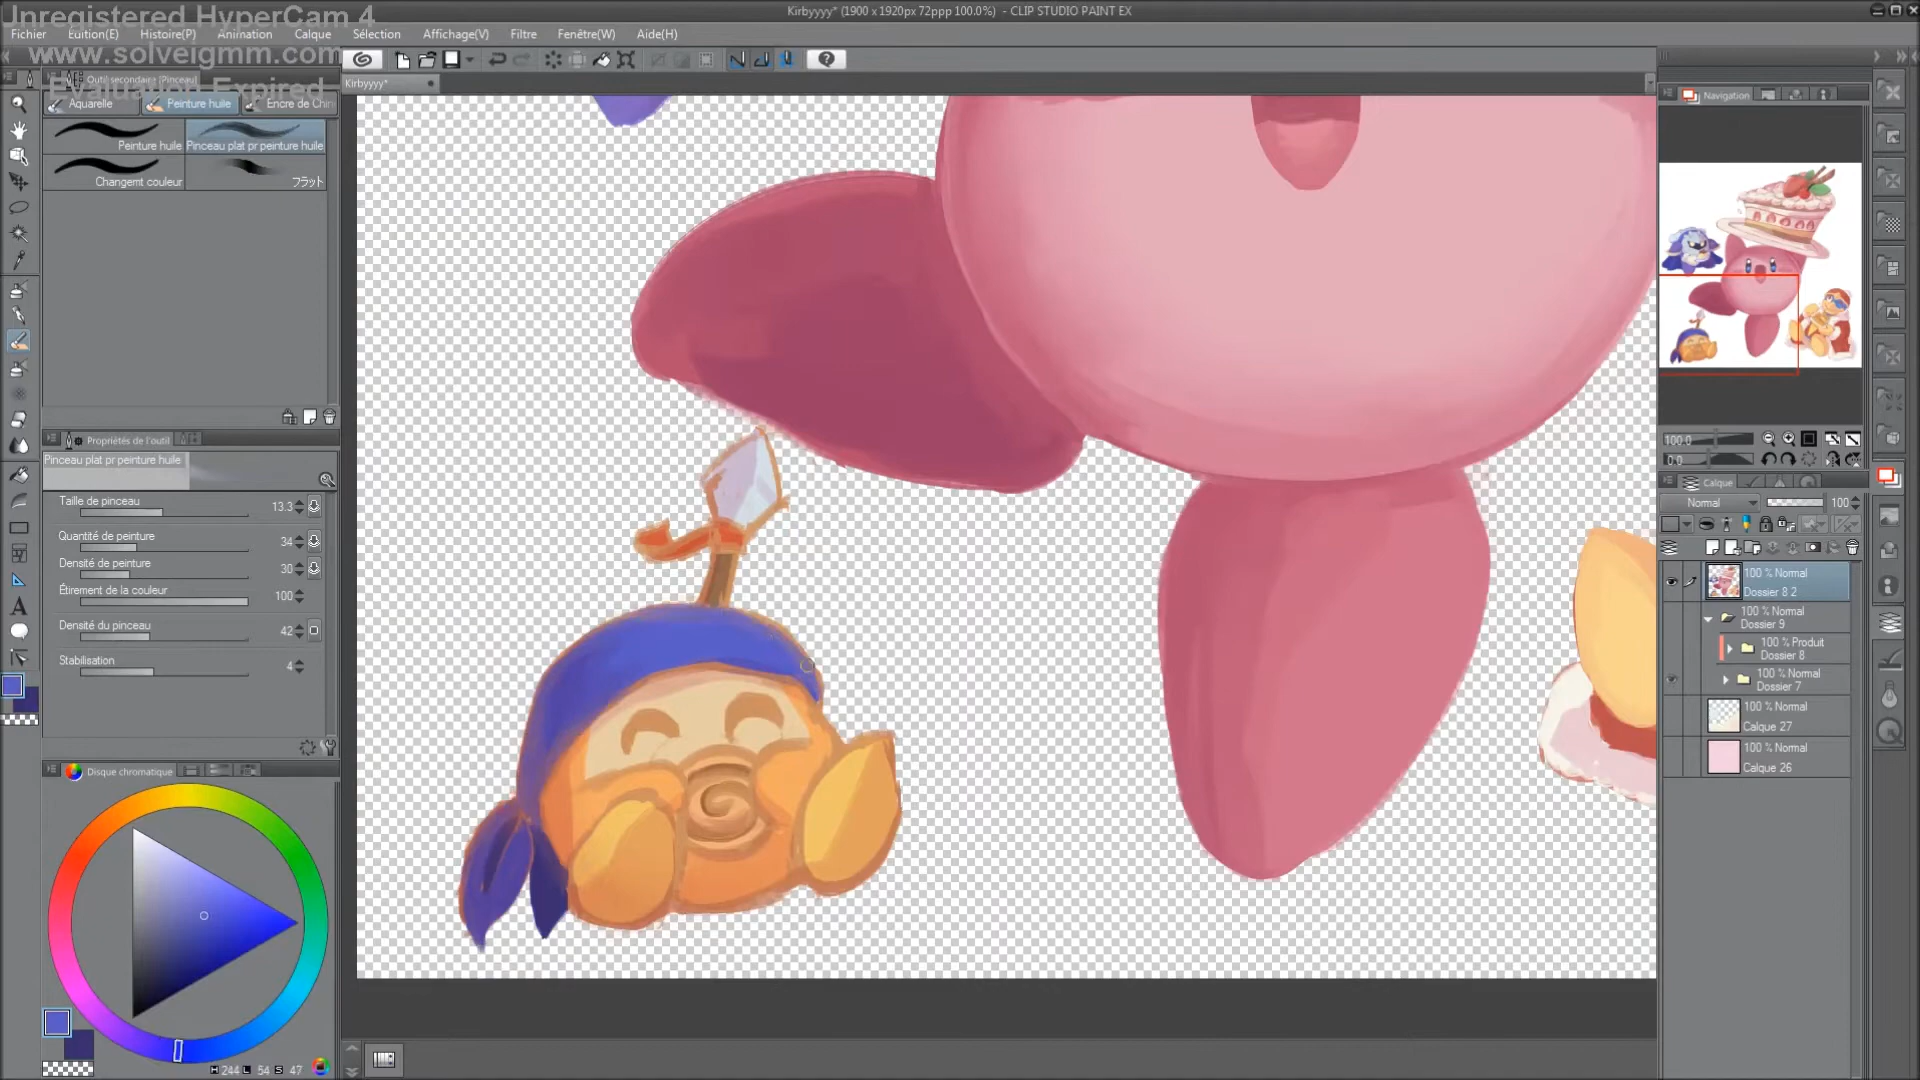 Unregistered HyperCam 4
www.solveigmm.com
Evaluation Expired
Kirbyyyy* (1900 x 1920px 72ppp 100.0%) - CLIP STUDIO PAINT EX
Fichier Édition(E) Histoire(P) Animation Calque Sélection Affichage(V) Filtre Fenêtre(W) Aide(H)
Kirbyyyy*
Outil secondaire [Pinceau]
Aquarelle Peinture huile Encre de Chin
Peinture huile
Pinceau plat pr peinture huile
Changemt couleur
フラット
Propriétés de l'outil
Pinceau plat pr peinture huile
Taille de pinceau 13.3
Quantité de peinture 34
Densité de peinture 30
Étirement de la couleur 100
Densité du pinceau 42
Stabilisation 4
Disque chromatique
H 244 L 54 S 47
Navigation
100.0
0.0
Calque
Normal 100
100 % Normal
Dossier 8 2
100 % Normal
Dossier 9
100 % Produit
Dossier 8
100 % Normal
Dossier 7
100 % Normal
Calque 27
100 % Normal
Calque 26